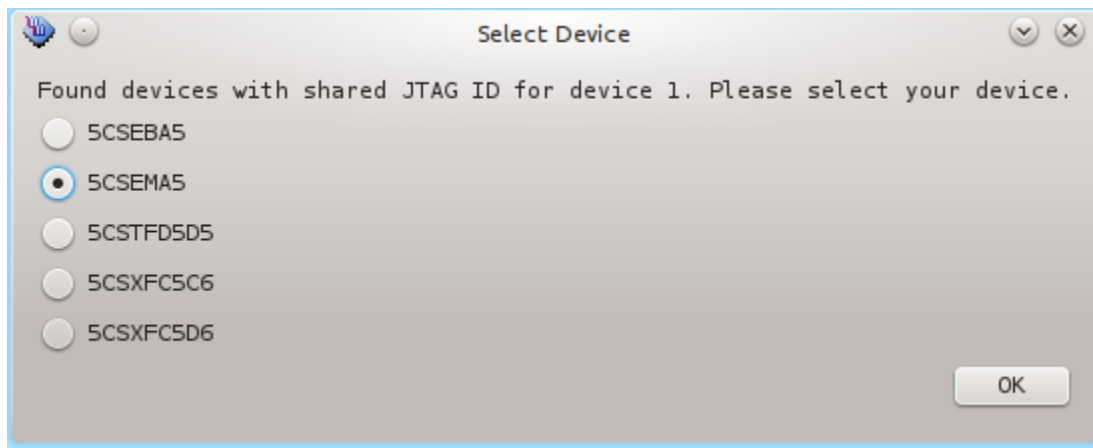 Select Device
Found devices with shared JTAG ID for device 1. Please select your device.
5CSEBA5
5CSEMA5
5CSTFD5D5
5CSXFC5C6
5CSXFC5D6
OK